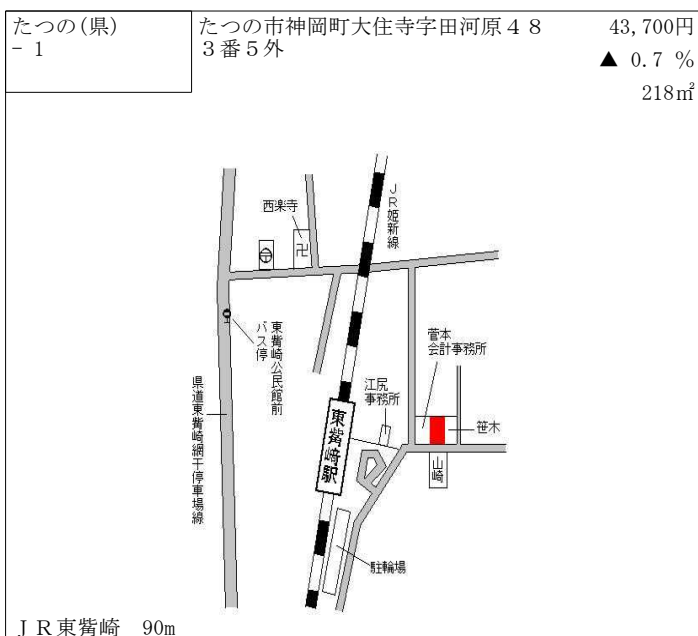 たつの(県)
－１
たつの市神岡町大住寺字田河原４８
３番５外
43,700円
▲ 0.7 %
218㎡
ＪＲ姫新線
西楽寺
〒
卍
東觜崎公民館前
バス停
菅本
会計事務所
江尻
事務所
県道東觜崎網干停車場線
東觜崎駅
笹木
山崎
駐輪場
ＪＲ東觜崎　90m